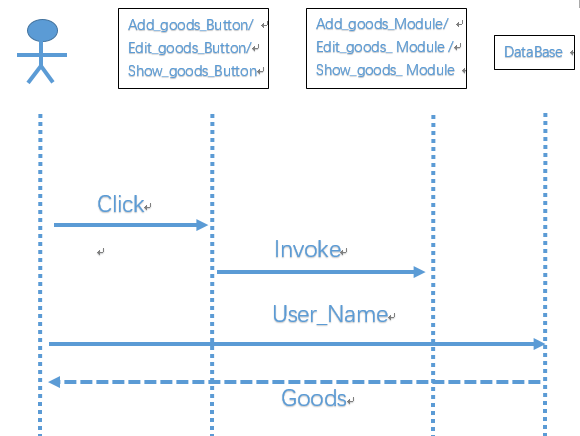 Add_goods_Button/
Edit_goods_Button/
Show_goods_Button
Add_goods_Module/
Edit_goods_ Module /
Show_goods_ Module
DataBase
Click
Invoke
User_Name
Goods